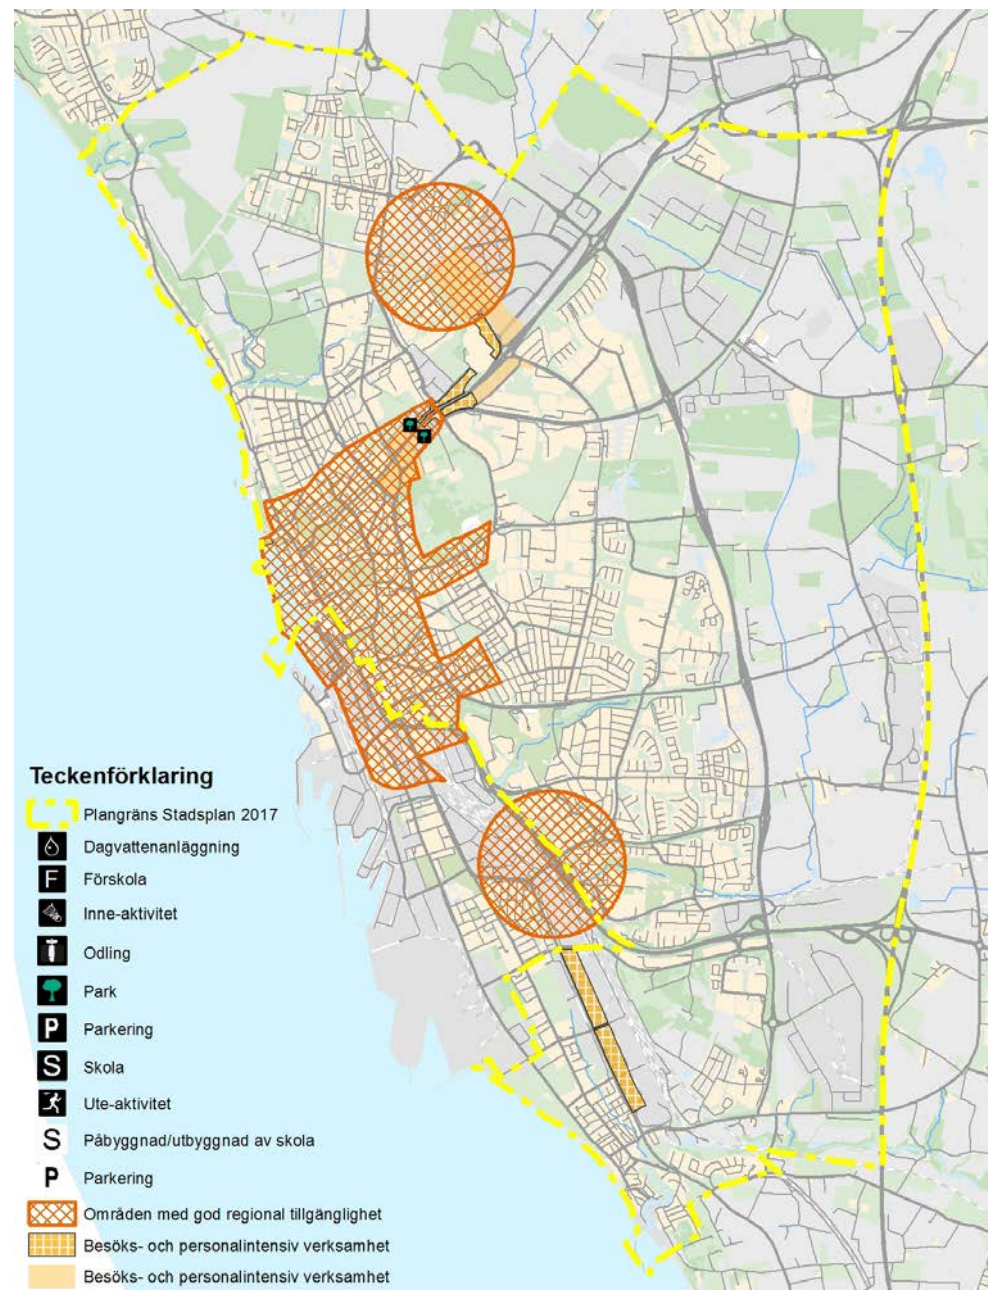 Teckenförklaring
Plangräns Stadsplan 2017
Dagvattenanläggning
F Förskola
Inne-aktivitet
Odling
Park
P Parkering
S Skola
Ute-aktivitet
S Påbyggnad/utbyggnad av skola
P Parkering
Områden med god regional tillgänglighet
Besöks- och personalintensiv verksamhet
Besöks- och personalintensiv verksamhet